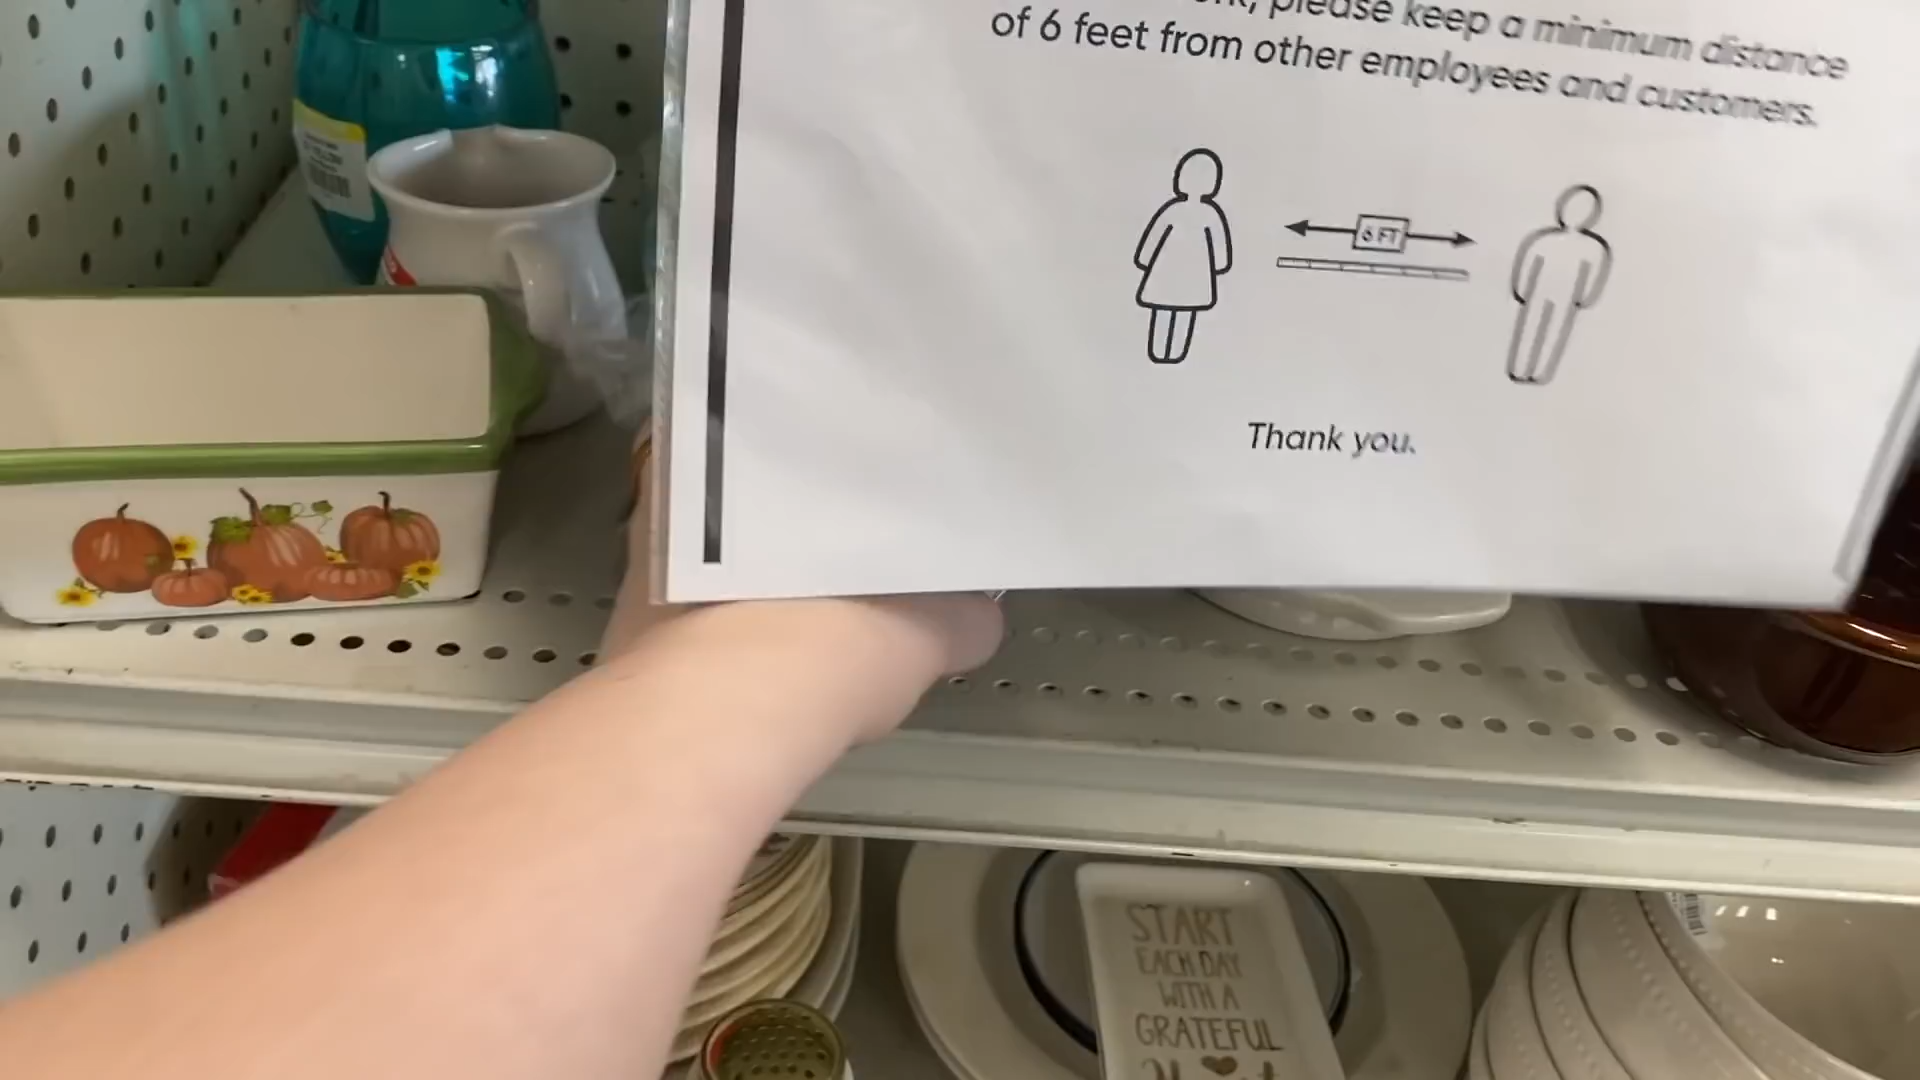 please keep a minimum distance
of 6 feet from other employees and customers.
6 FT
Thank you.
START
EACH DAY
WITH A
GRATEFUL